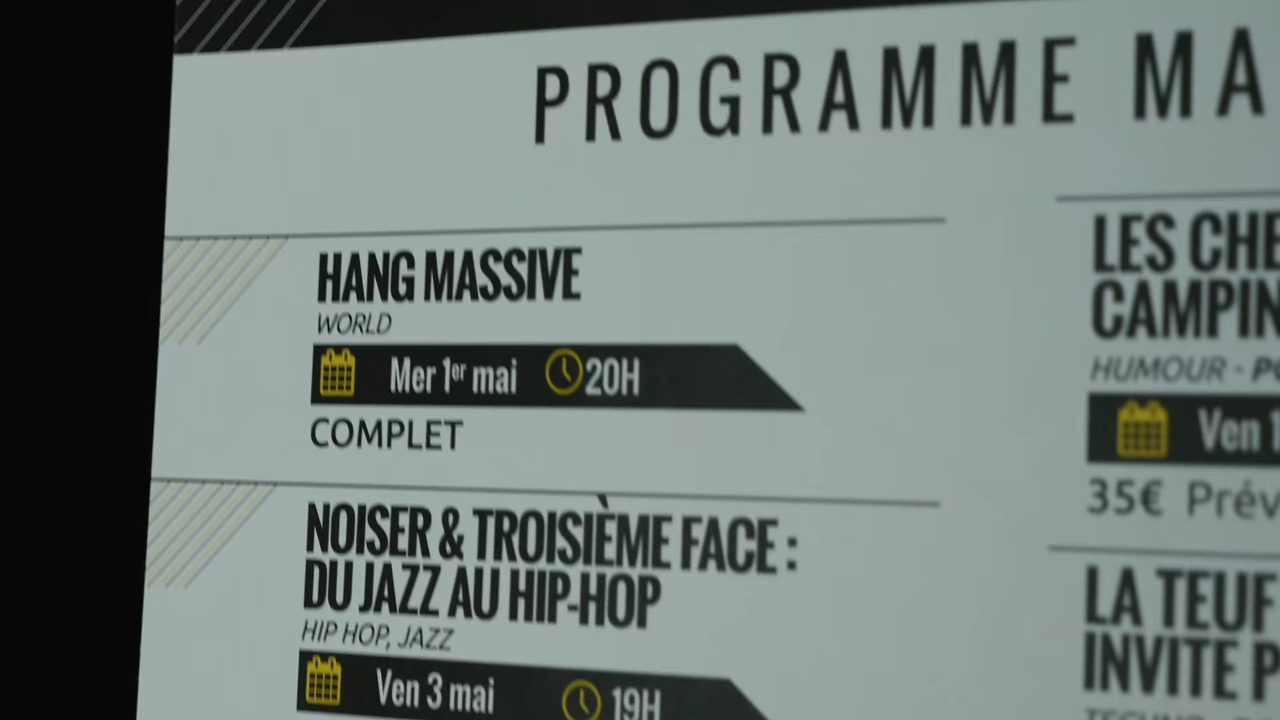 PROGRAMME MA
HANG MASSIVE
WORLD
Mer 1er mai 20H
COMPLET
NOISER & TROISIÈME FACE :
DU JAZZ AU HIP-HOP
HIP HOP, JAZZ
Ven 3 mai 19H
LES CHE
CAMPIN
HUMOUR - PO
Ven 1
35€ Prév
LA TEUF
INVITE P